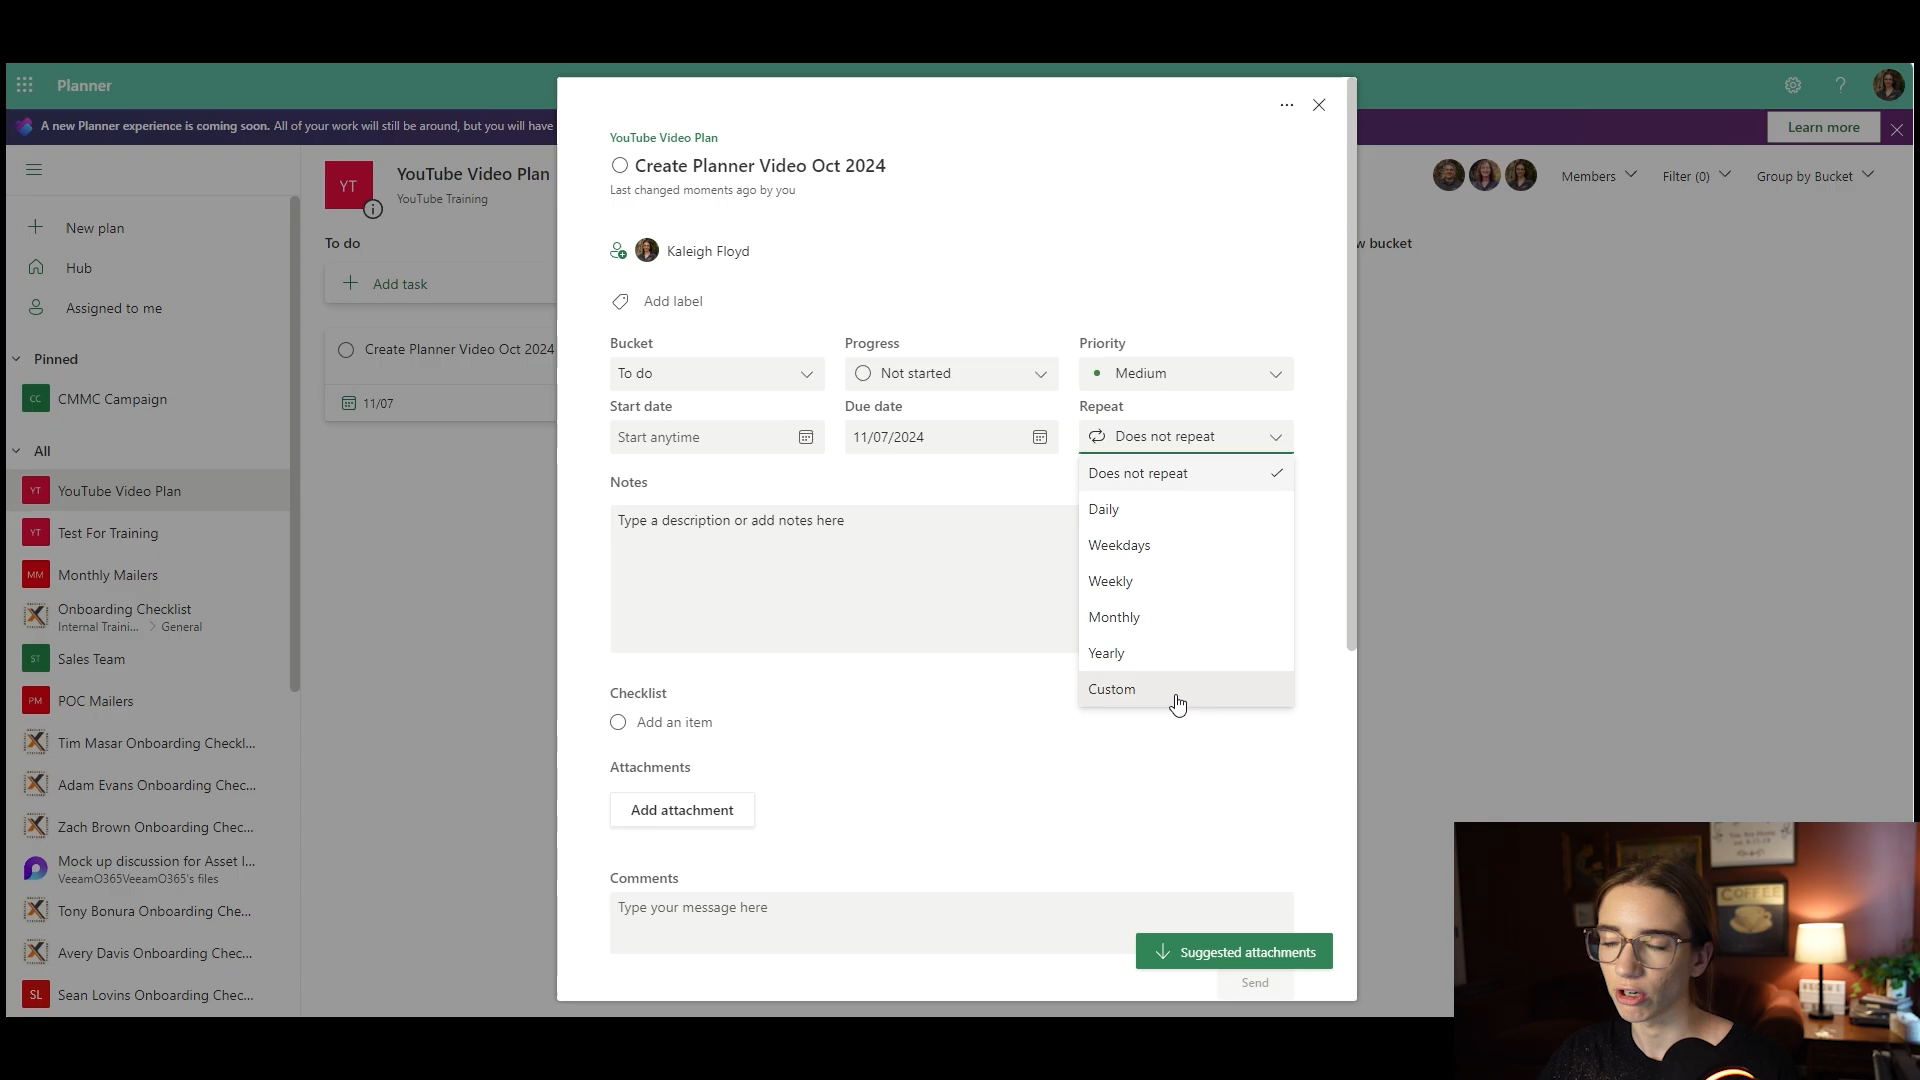 Planner
A new Planner experience is coming soon. All of your work will still be around, but you will have
Learn more
New plan
Hub
Assigned to me
Pinned
CC CMMC Campaign
All
YT YouTube Video Plan
YT Test For Training
MM Monthly Mailers
Onboarding Checklist
Internal Traini... > General
ST Sales Team
PM POC Mailers
Tim Masar Onboarding Checkl...
Adam Evans Onboarding Chec...
Zach Brown Onboarding Chec...
Mock up discussion for Asset I...
VeeamO365VeeamO365's files
Tony Bonura Onboarding Che...
Avery Davis Onboarding Chec...
SL Sean Lovins Onboarding Chec...
YT
YouTube Video Plan
YouTube Training
To do
Add task
Create Planner Video Oct 2024
11/07
YouTube Video Plan
Create Planner Video Oct 2024
Last changed moments ago by you
Kaleigh Floyd
Add label
Bucket Progress Priority
To do Not started Medium
Start date Due date Repeat
Start anytime 11/07/2024 Does not repeat
Does not repeat
Daily
Weekdays
Weekly
Monthly
Yearly
Custom
Notes
Type a description or add notes here
Checklist
Add an item
Attachments
Add attachment
Comments
Type your message here
Suggested attachments
Send
Members Filter (0) Group by Bucket
w bucket
COFFEE